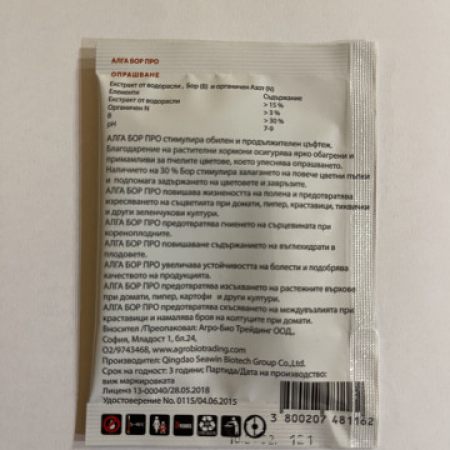 АЛГА БОР ПРО
ОПРАШВАНЕ
Екстракт от водорасли, Бор (B) и органичен Азот (N)
Елементи Съдържание
Екстракт от водорасли > 15 %
Органичен N > 3 %
B > 30 %
pH 7-9
АЛГА БОР ПРО стимулира обилен и продължителен цъфтеж.
Благодарение на растителни хормони осигурява ярко обагрени и
примамливи за пчелите цветове, което улеснява опрашването.
Наличието на 30 % Бор стимулира залагането на повече цветни пъпки
и подпомага задържането на цветовете и завръзите.
АЛГА БОР ПРО повишава жизнеността на полена и предотвратява
изресяването на съцветията при домати, пипер, краставици, тиквички
и други зеленчукови култури.
АЛГА БОР ПРО предотвратява гниенето на сърцевината при
кореноплодните.
АЛГА БОР ПРО повишаване съдържанието на въглехидрати в
плодовете.
АЛГА БОР ПРО увеличава устойчивостта на болести и подобрява
качеството на продукцията.
АЛГА БОР ПРО предотвратява изсъхването на растежните върхове
при домати, пипер, картофи и други култури.
АЛГА БОР ПРО предотвратява скъсяването на междувъзлията при
краставици и намалява броя на колтуците при домати.
Вносител /Преопаковал: Агро-Био Трейдинг ООД,
София, Младост 1, бл.24,
02/9743468, www.agrobiotrading.com
Производител: Qingdao Seawin Biotech Group Co.,Ltd.
Срок на годност: 3 години; Партида/Дата на производство:
виж маркировката
Лиценз 13-00040/28.05.2018
Удостоверение No. 0115/04.06.2015
3 800207 481162
121